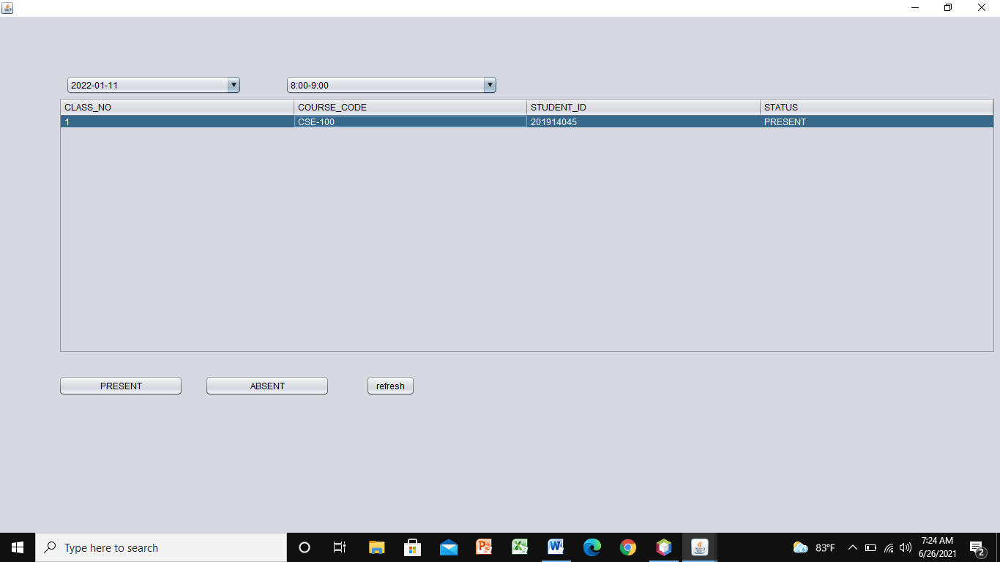 2022-01-11 8:00-9:00
CLASS_NO COURSE_CODE STUDENT_ID STATUS
1 CSE-100 201914045 PRESENT
PRESENT ABSENT refresh
Type here to search 83°F 7:24 AM
6/26/2021 2